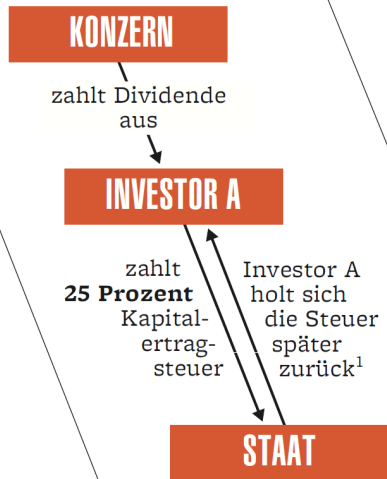 KONZERN
zahlt Dividende
aus
INVESTOR A
zahlt
25 Prozent
Kapital-
ertrag-
steuer
Investor A
holt sich
die Steuer
später
zurück¹
STAAT